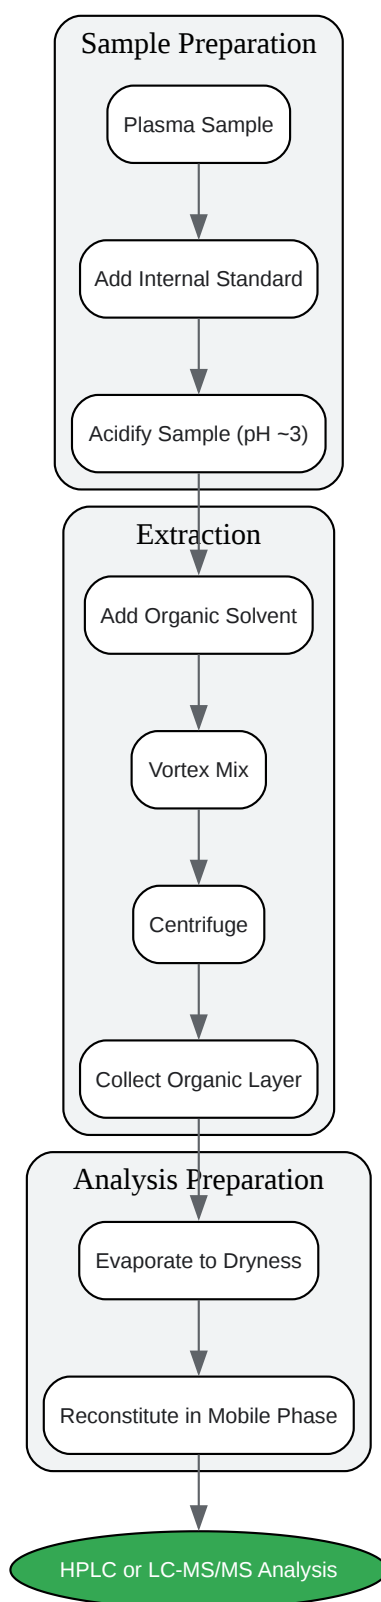 Sample Preparation
Plasma Sample
Add Internal Standard
Acidify Sample (pH ~3)
Extraction
Add Organic Solvent
Vortex Mix
Centrifuge
Collect Organic Layer
Analysis Preparation
Evaporate to Dryness
Reconstitute in Mobile Phase
HPLC or LC-MS/MS Analysis